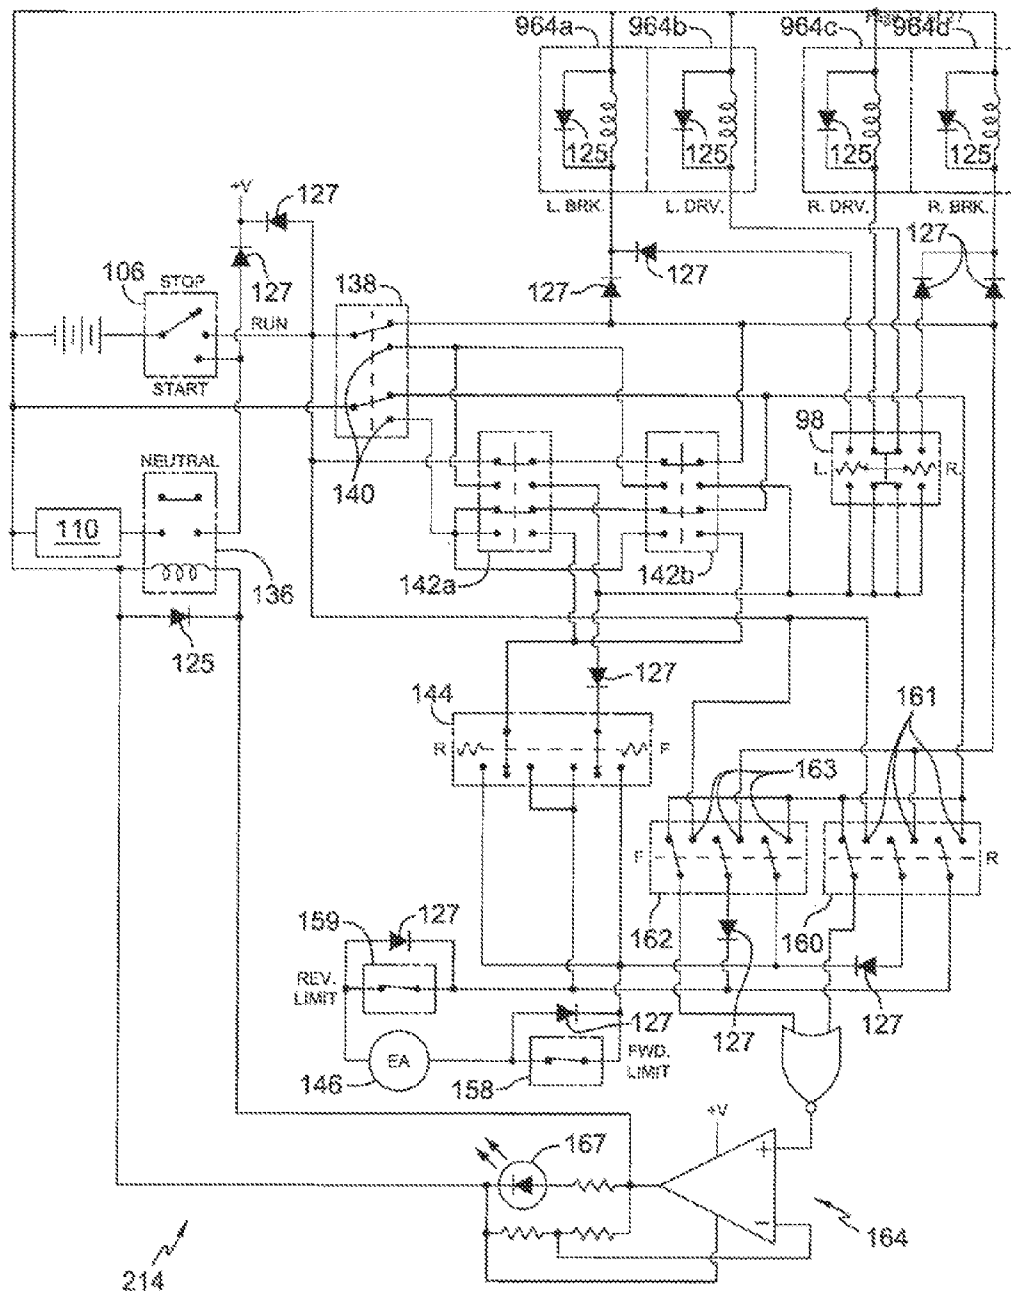 964a 964b 964c 964d
125 125 125 125
L. BRK. L. DRV. R. DRV. R. BRK.
+V
127
127
127
127
127
106
STOP
138
RUN
START
98
L. R.
NEUTRAL
140
110
142a 142b
136
125
127
144
R F
161
163
F R
162 160
159
127
REV.
LIMIT
127
127
127
FWD.
LIMIT
EA
146
158
+V
167
+
−
164
214